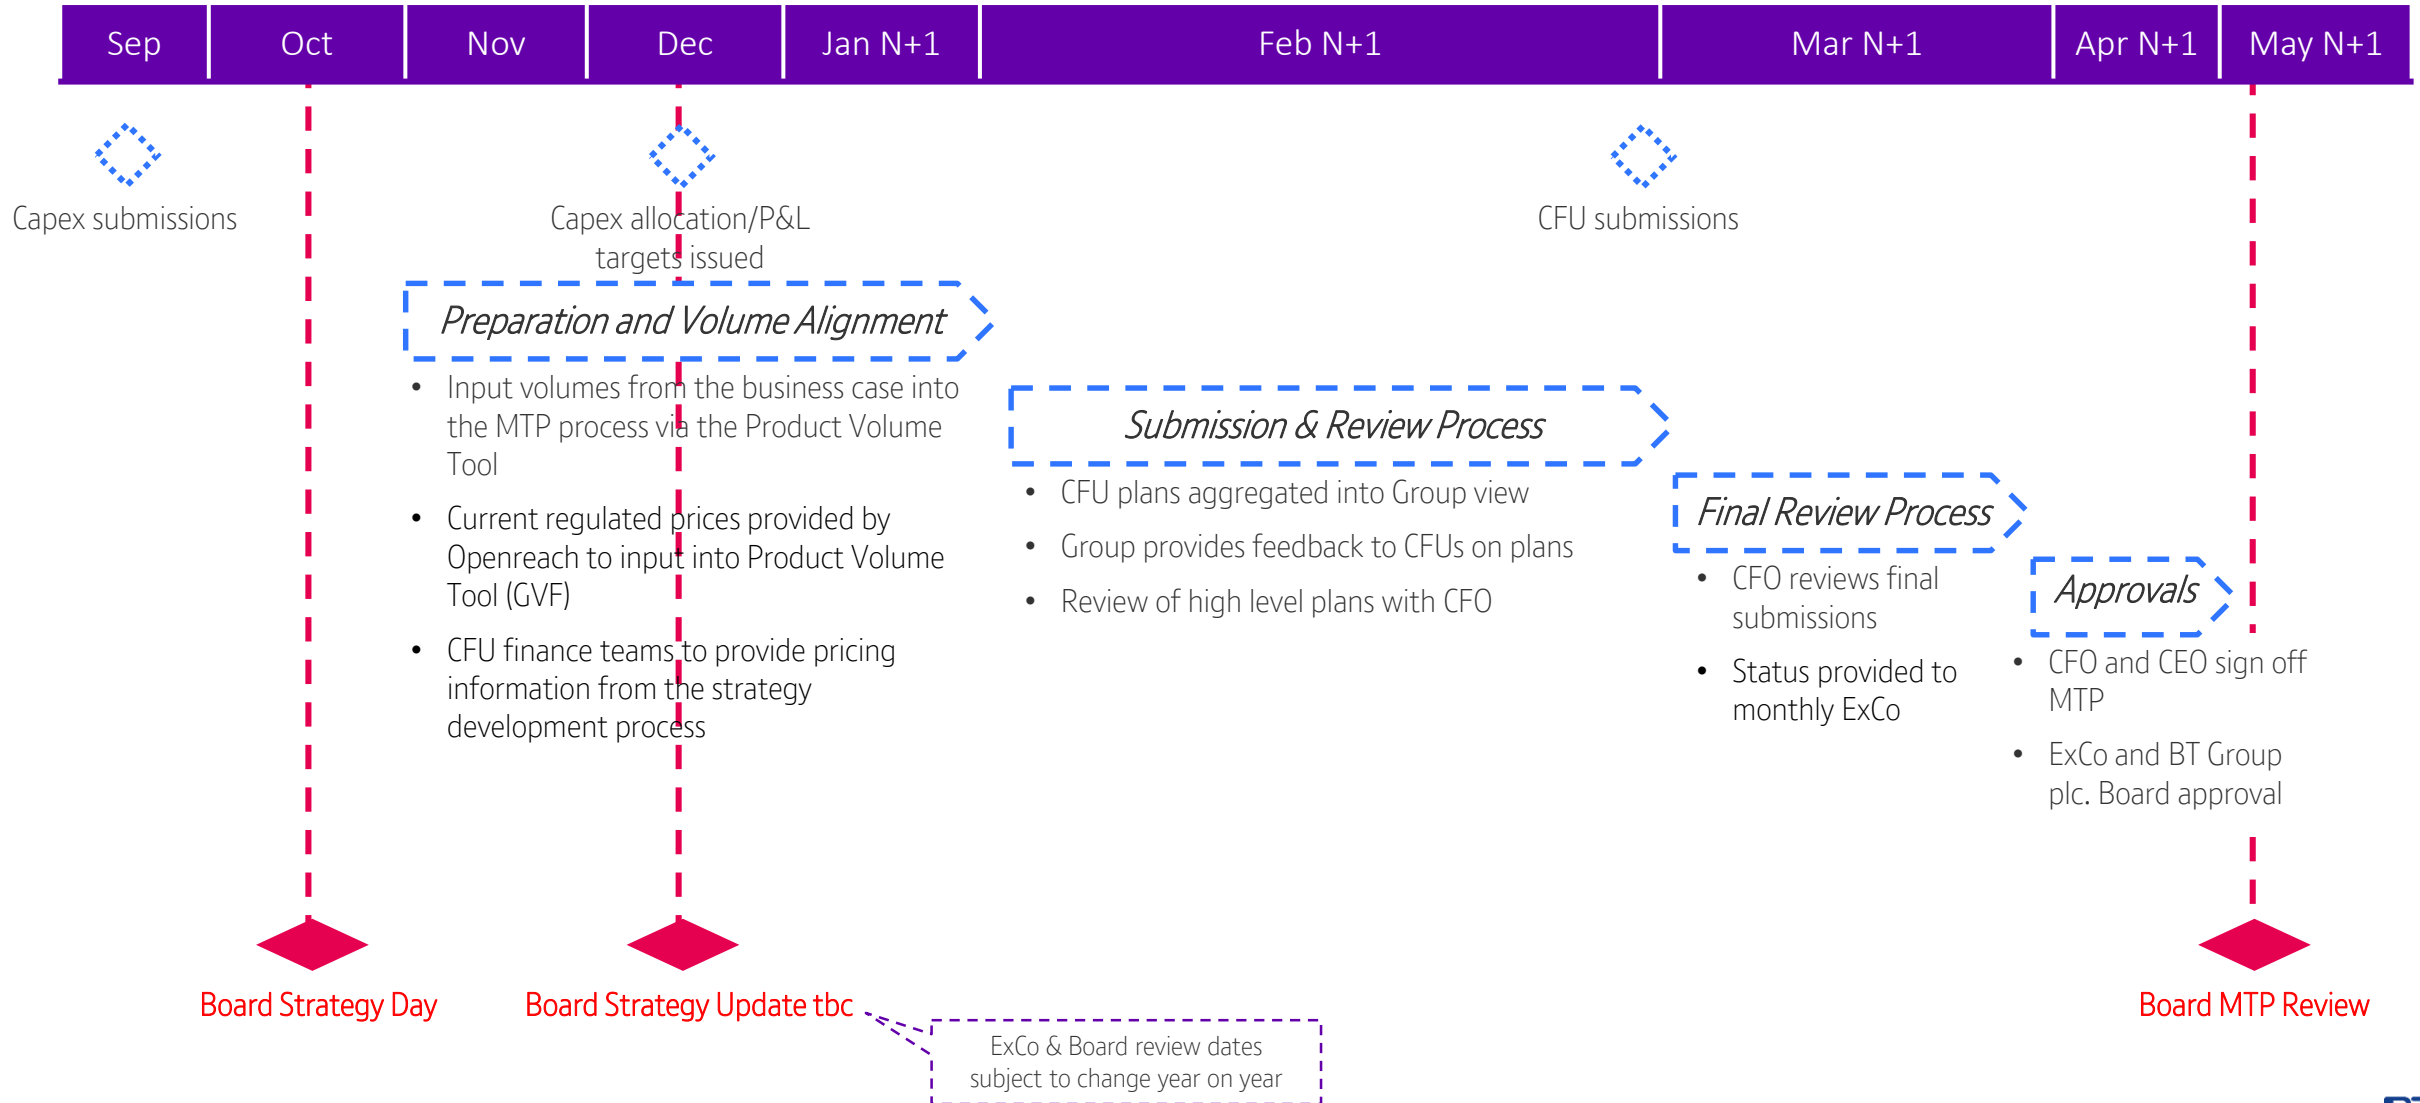 Sep
Oct
Nov
Dec
Jan N+1
Feb N+1
Mar N+1
Apr N+1
May N+1
Capex submissions
Capex allocation/P&L
targets issued
CFU submissions
Preparation and Volume Alignment
• Input volumes from the business case into
the MTP process via the Product Volume
Tool
• Current regulated prices provided by
Openreach to input into Product Volume
Tool (GVF)
• CFU finance teams to provide pricing
information from the strategy
development process
Submission & Review Process
• CFU plans aggregated into Group view
• Group provides feedback to CFUs on plans
• Review of high level plans with CFO
Final Review Process
• CFO reviews final
submissions
• Status provided to
monthly ExCo
Approvals
• CFO and CEO sign off
MTP
• ExCo and BT Group
plc. Board approval
Board Strategy Day
Board Strategy Update tbc
Board MTP Review
ExCo & Board review dates
subject to change year on year